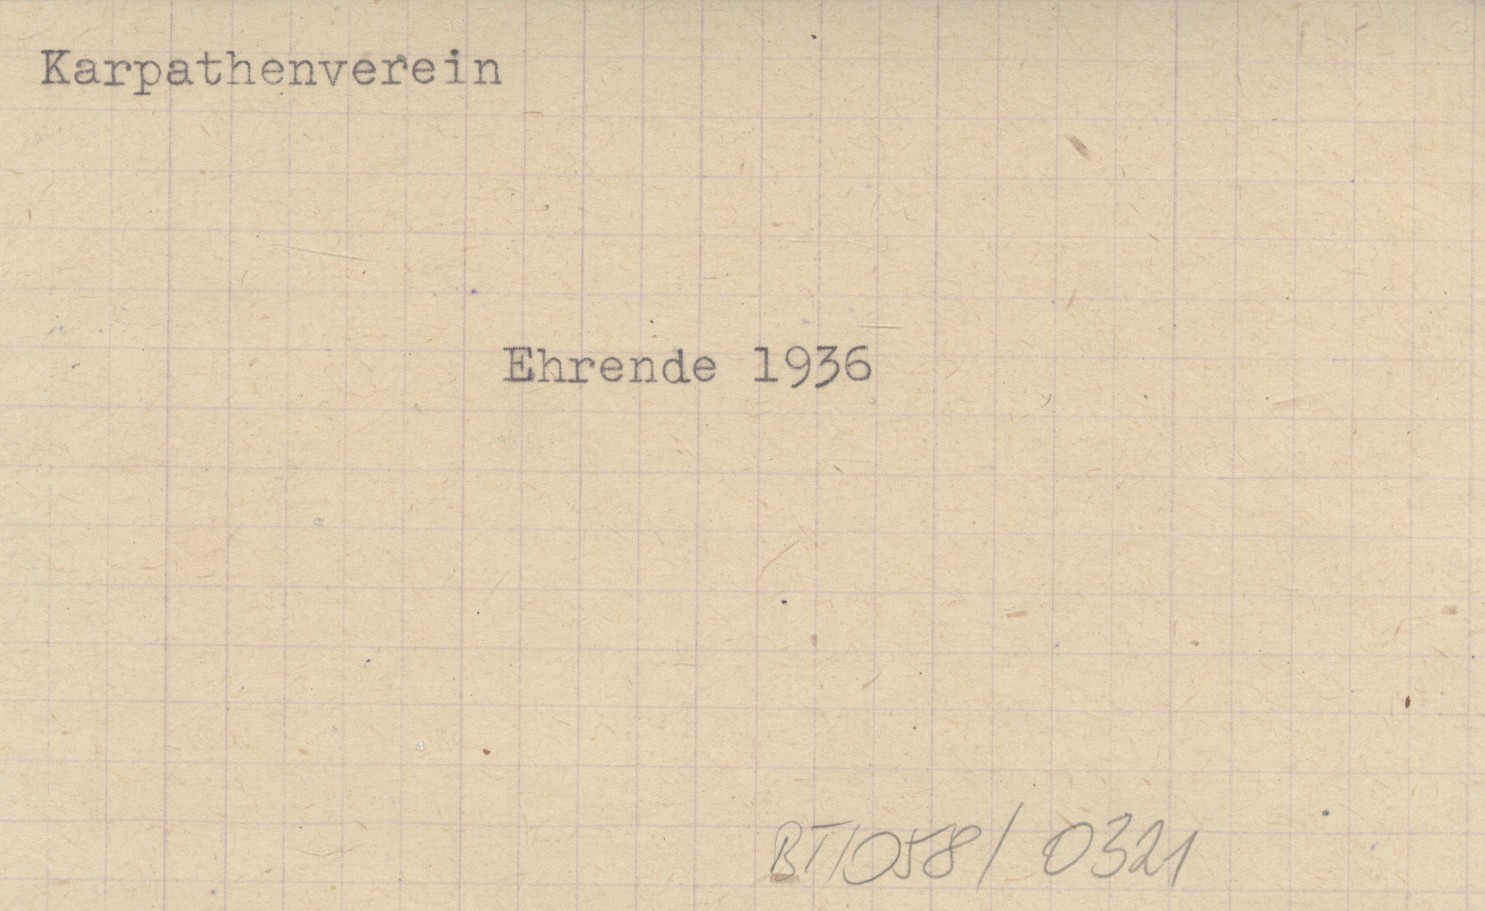 Karpathenverein
Ehrende 1936
BT/058/0321